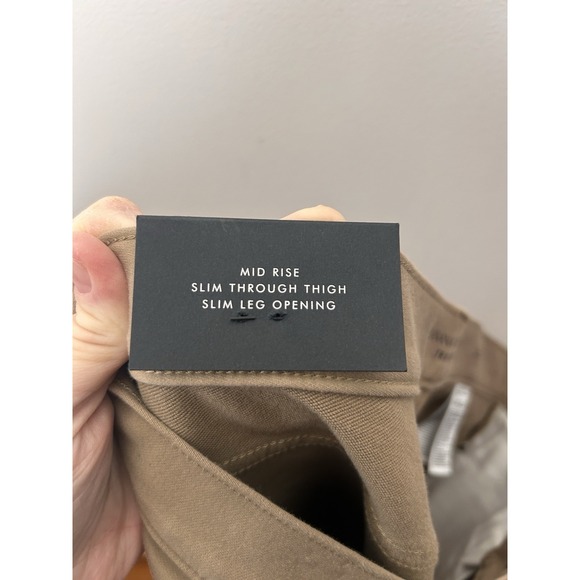 MID RISE
SLIM THROUGH THIGH
SLIM LEG OPENING